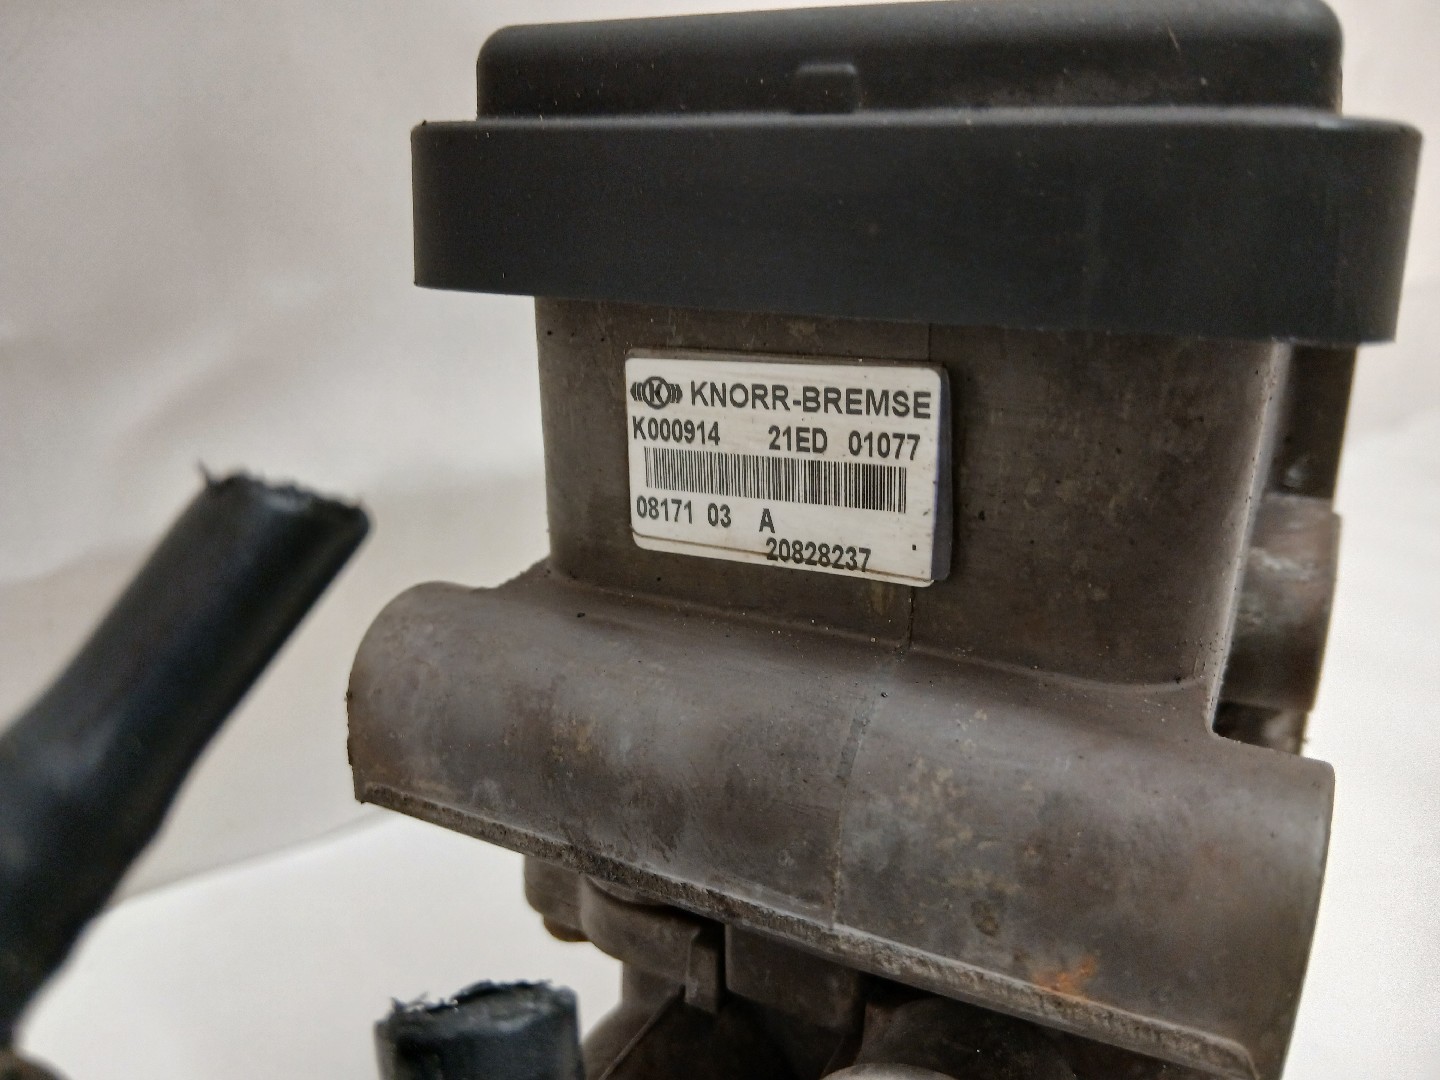 K KNORR-BREMSE
K000914 21ED 01077
08171 03 A
20828237